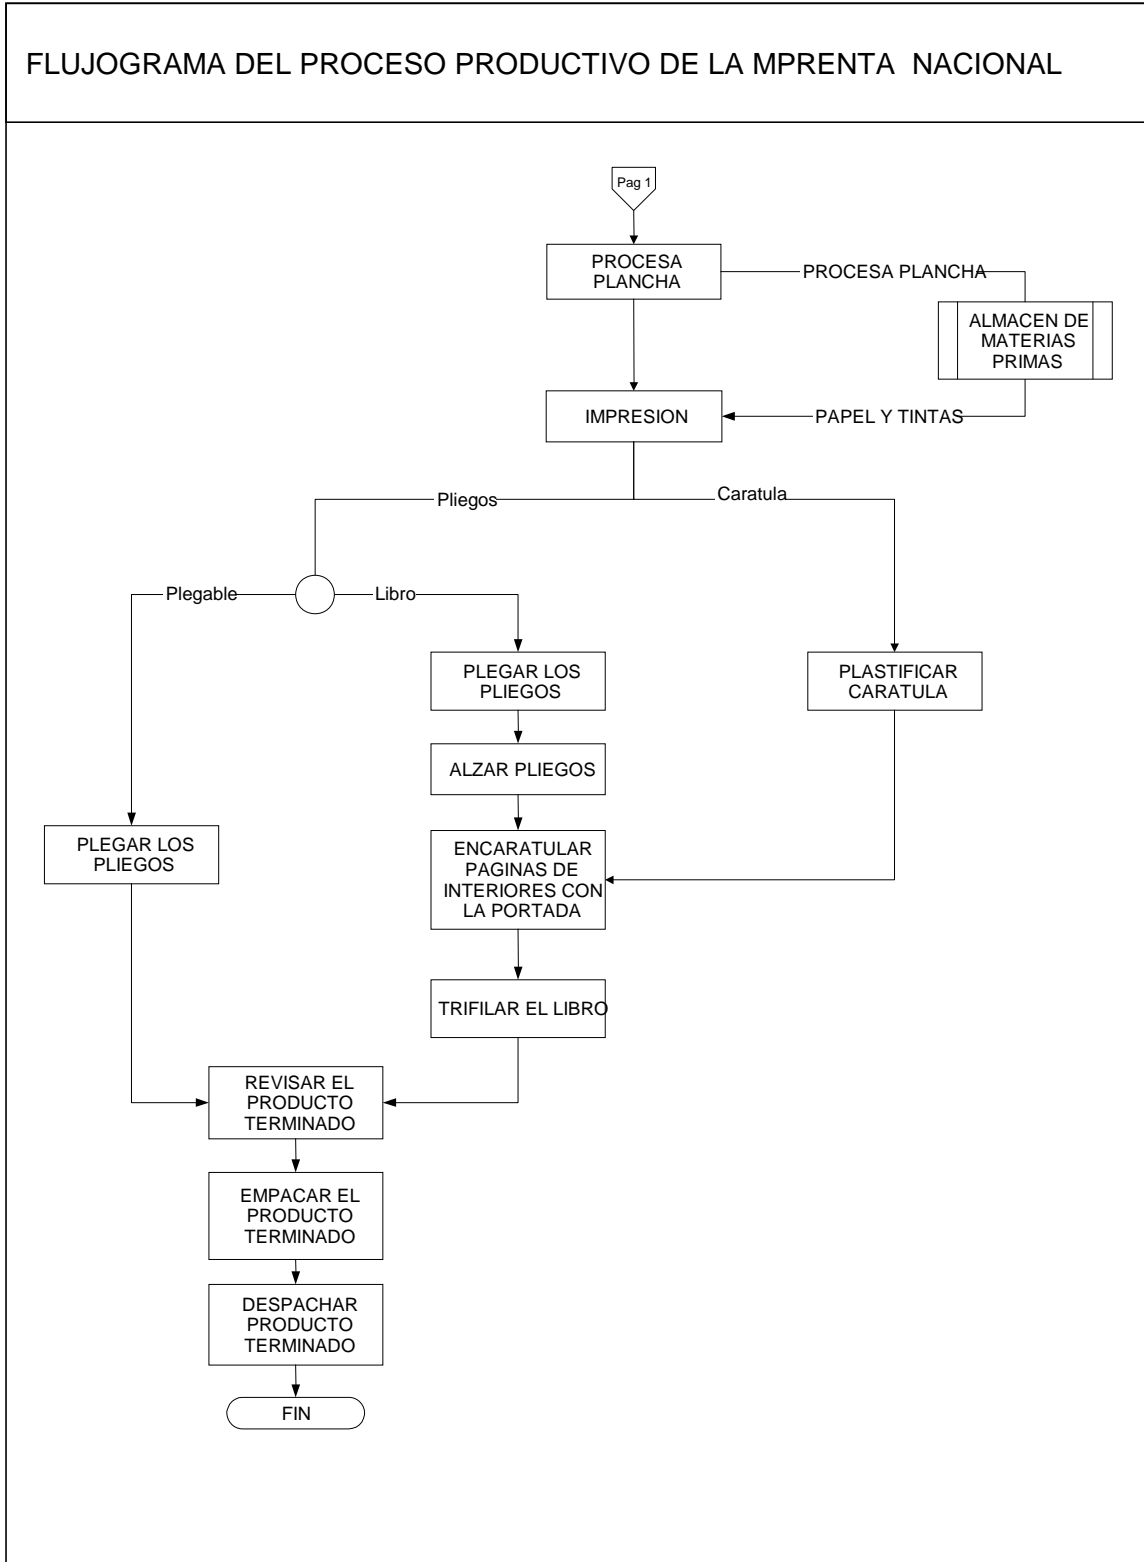 FLUJOGRAMA DEL PROCESO PRODUCTIVO DE LA MPRENTA  NACIONAL
Pag 1
PROCESA
PLANCHA
PROCESA PLANCHA
ALMACEN DE
MATERIAS
PRIMAS
IMPRESION
PAPEL Y TINTAS
Pliegos
Caratula
Plegable
Libro
PLEGAR LOS
PLIEGOS
PLASTIFICAR
CARATULA
ALZAR PLIEGOS
PLEGAR LOS
PLIEGOS
ENCARATULAR
PAGINAS DE
INTERIORES CON
LA PORTADA
TRIFILAR EL LIBRO
REVISAR EL
PRODUCTO
TERMINADO
EMPACAR EL
PRODUCTO
TERMINADO
DESPACHAR
PRODUCTO
TERMINADO
FIN